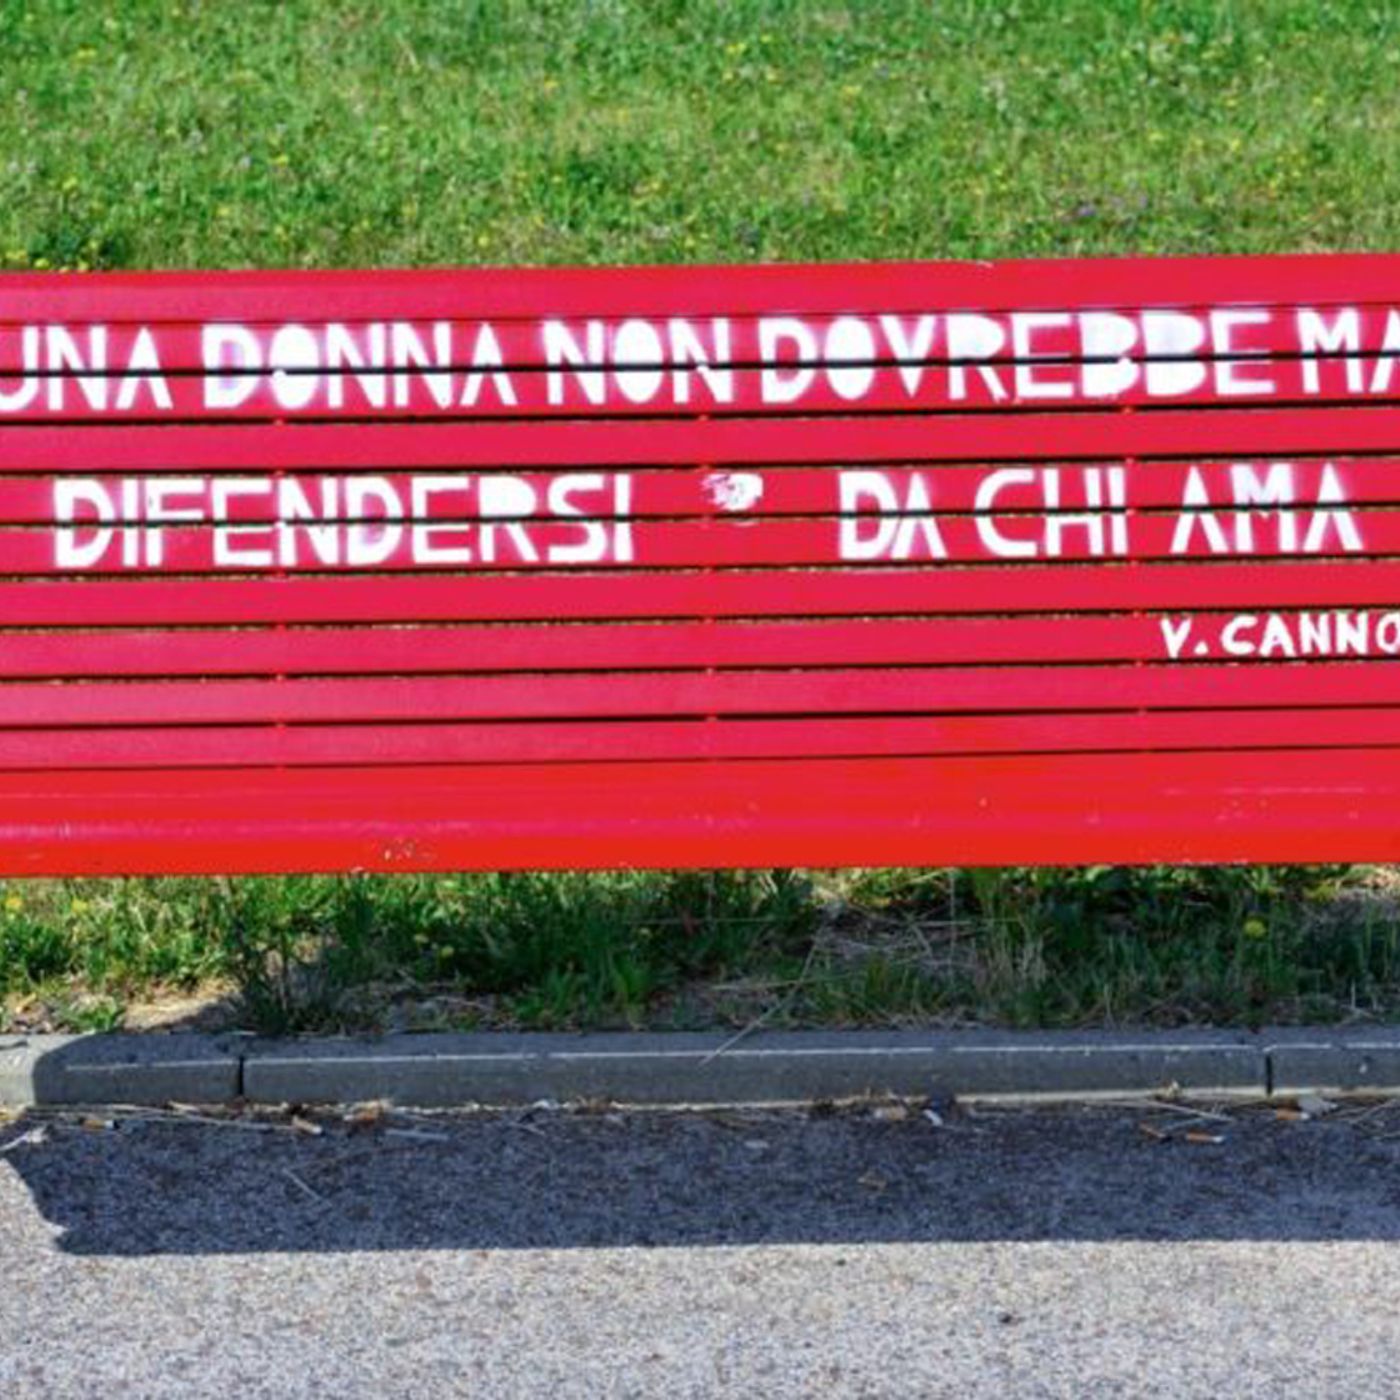 UNA DONNA NON DOVREBBE MA
DIFENDERSI DA CHI AMA
V. CANNO